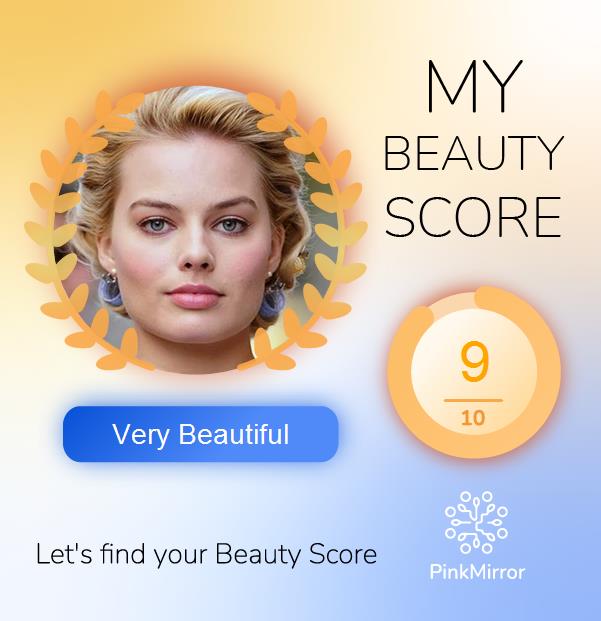 MY
BEAUTY
SCORE
9
10
Very Beautiful
Let's find your Beauty Score
PinkMirror